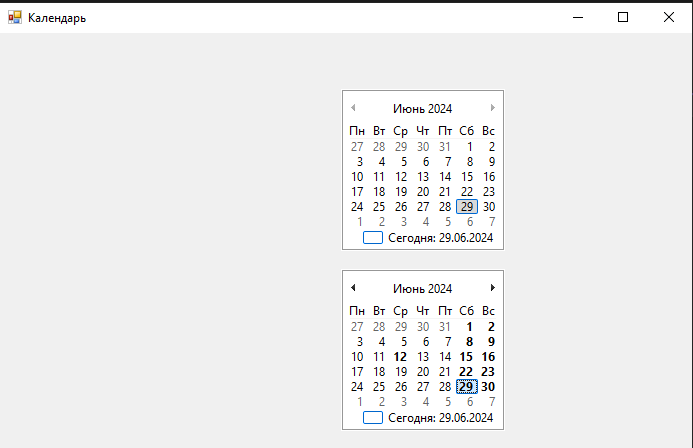 Календарь
Июнь 2024
Пн Вт Ср Чт Пт Сб Вс
27 28 29 30 31 1 2
3 4 5 6 7 8 9
10 11 12 13 14 15 16
17 18 19 20 21 22 23
24 25 26 27 28 29 30
1 2 3 4 5 6 7
Сегодня: 29.06.2024
Июнь 2024
Пн Вт Ср Чт Пт Сб Вс
27 28 29 30 31 1 2
3 4 5 6 7 8 9
10 11 12 13 14 15 16
17 18 19 20 21 22 23
24 25 26 27 28 29 30
1 2 3 4 5 6 7
Сегодня: 29.06.2024